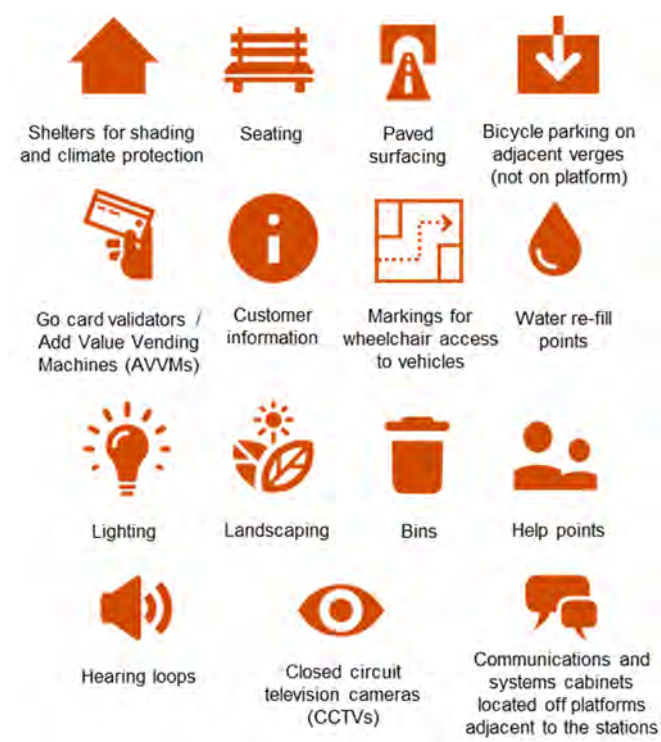 Shelters for shading
and climate protection
Seating
Paved
surfacing
Bicycle parking on
adjacent verges
(not on platform)
Go card validators /
Add Value Vending
Machines (AVVMs)
Customer
information
Markings for
wheelchair access
to vehicles
Water re-fill
points
Lighting
Landscaping
Bins
Help points
Hearing loops
Closed circuit
television cameras
(CCTVs)
Communications and
systems cabinets
located off platforms
adjacent to the stations